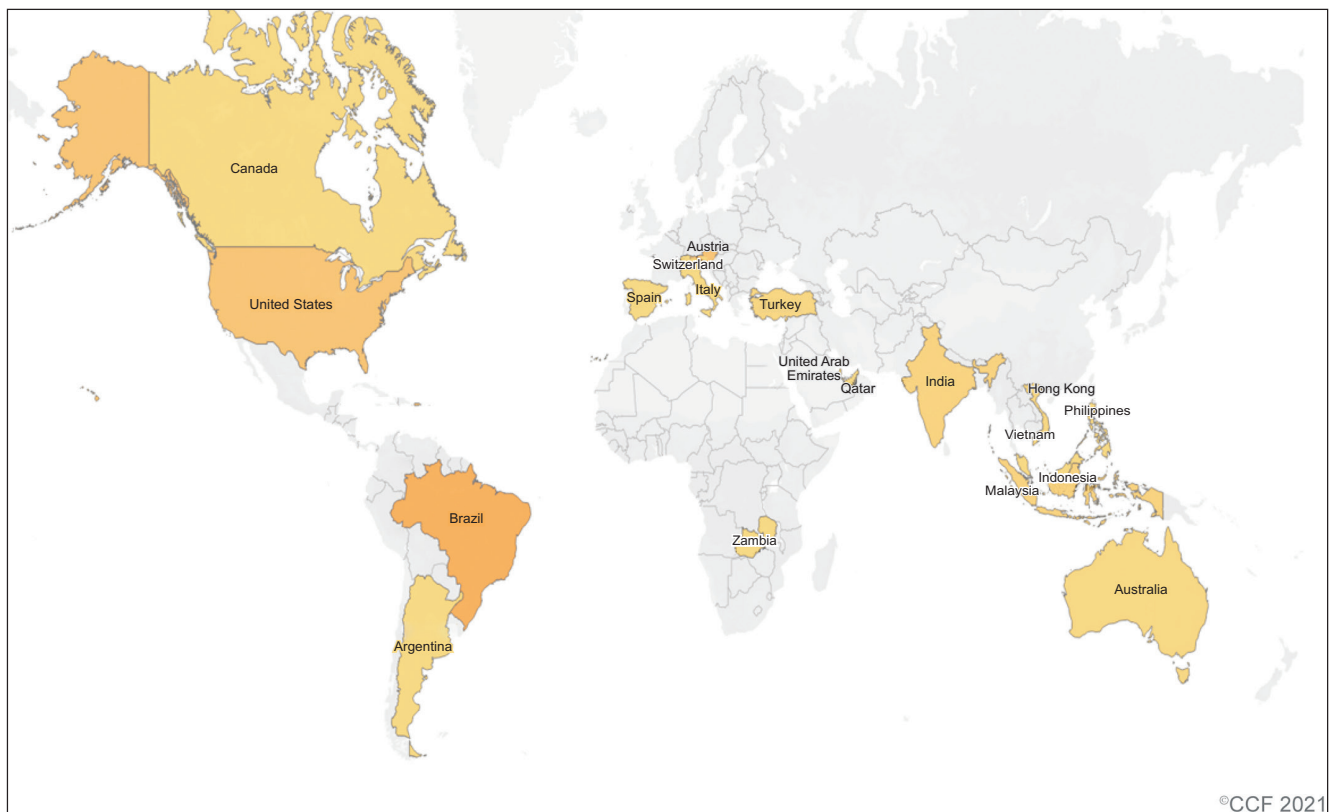 Canada
United States
Austria
Switzerland
Italy
Spain
Turkey
United Arab
Emirates
Qatar
India
Hong Kong
Philippines
Vietnam
Indonesia
Malaysia
Brazil
Zambia
Australia
Argentina
©CCF 2021